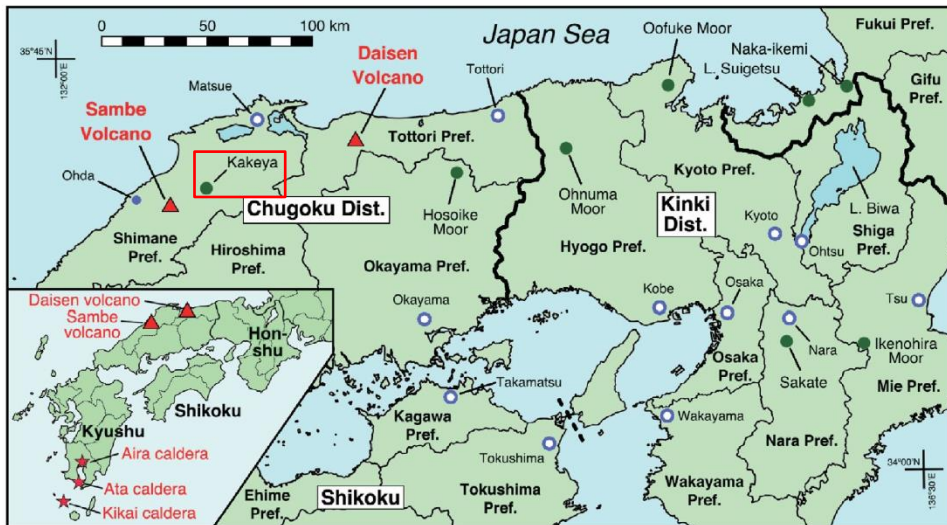 0 50 100 km
Japan Sea
35°45'N
132°00'E
Daisen
Volcano
Sambe
Volcano
Matsue
Tottori
Tottori Pref.
Oofuke Moor
Naka-ikemi
L. Suigetsu
Fukui Pref.
Gifu
Pref.
Kakeya
Ohda
Chugoku Dist.
Hosoike
Moor
Ohnuma
Moor
Kyoto Pref.
Kinki
Dist.
Kyoto
L. Biwa
Shiga
Pref.
Ohtsu
Shimane
Pref.
Hiroshima
Pref.
Okayama Pref.
Hyogo Pref.
Okayama
Kobe
Osaka
Tsu
Nara
Ikenohira
Moor
Osaka
Pref.
Sakate
Mie Pref.
Takamatsu
Kagawa
Pref.
Wakayama
Nara Pref.
Tokushima
34°00'N
136°30'E
Ehime
Pref.
Shikoku
Tokushima
Pref.
Wakayama
Pref.
Daisen volcano
Sambe
volcano
Hon-
shu
Shikoku
Kyushu
Aira caldera
Ata caldera
Kikai caldera